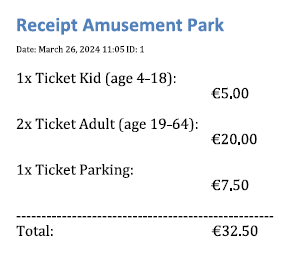 Receipt Amusement Park
Date: March 26, 2024 11:05 ID: 1
1x Ticket Kid (age 4-18):
€5.00
2x Ticket Adult (age 19-64):
€20,00
1x Ticket Parking:
€7,50
--------------------------------------------------
Total: €32.50